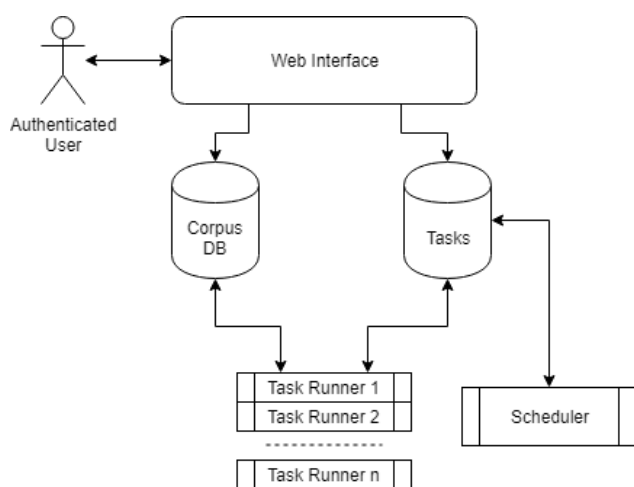 Web Interface
Authenticated
User
Corpus
DB
Tasks
Task Runner 1
Task Runner 2
Scheduler
Task Runner n